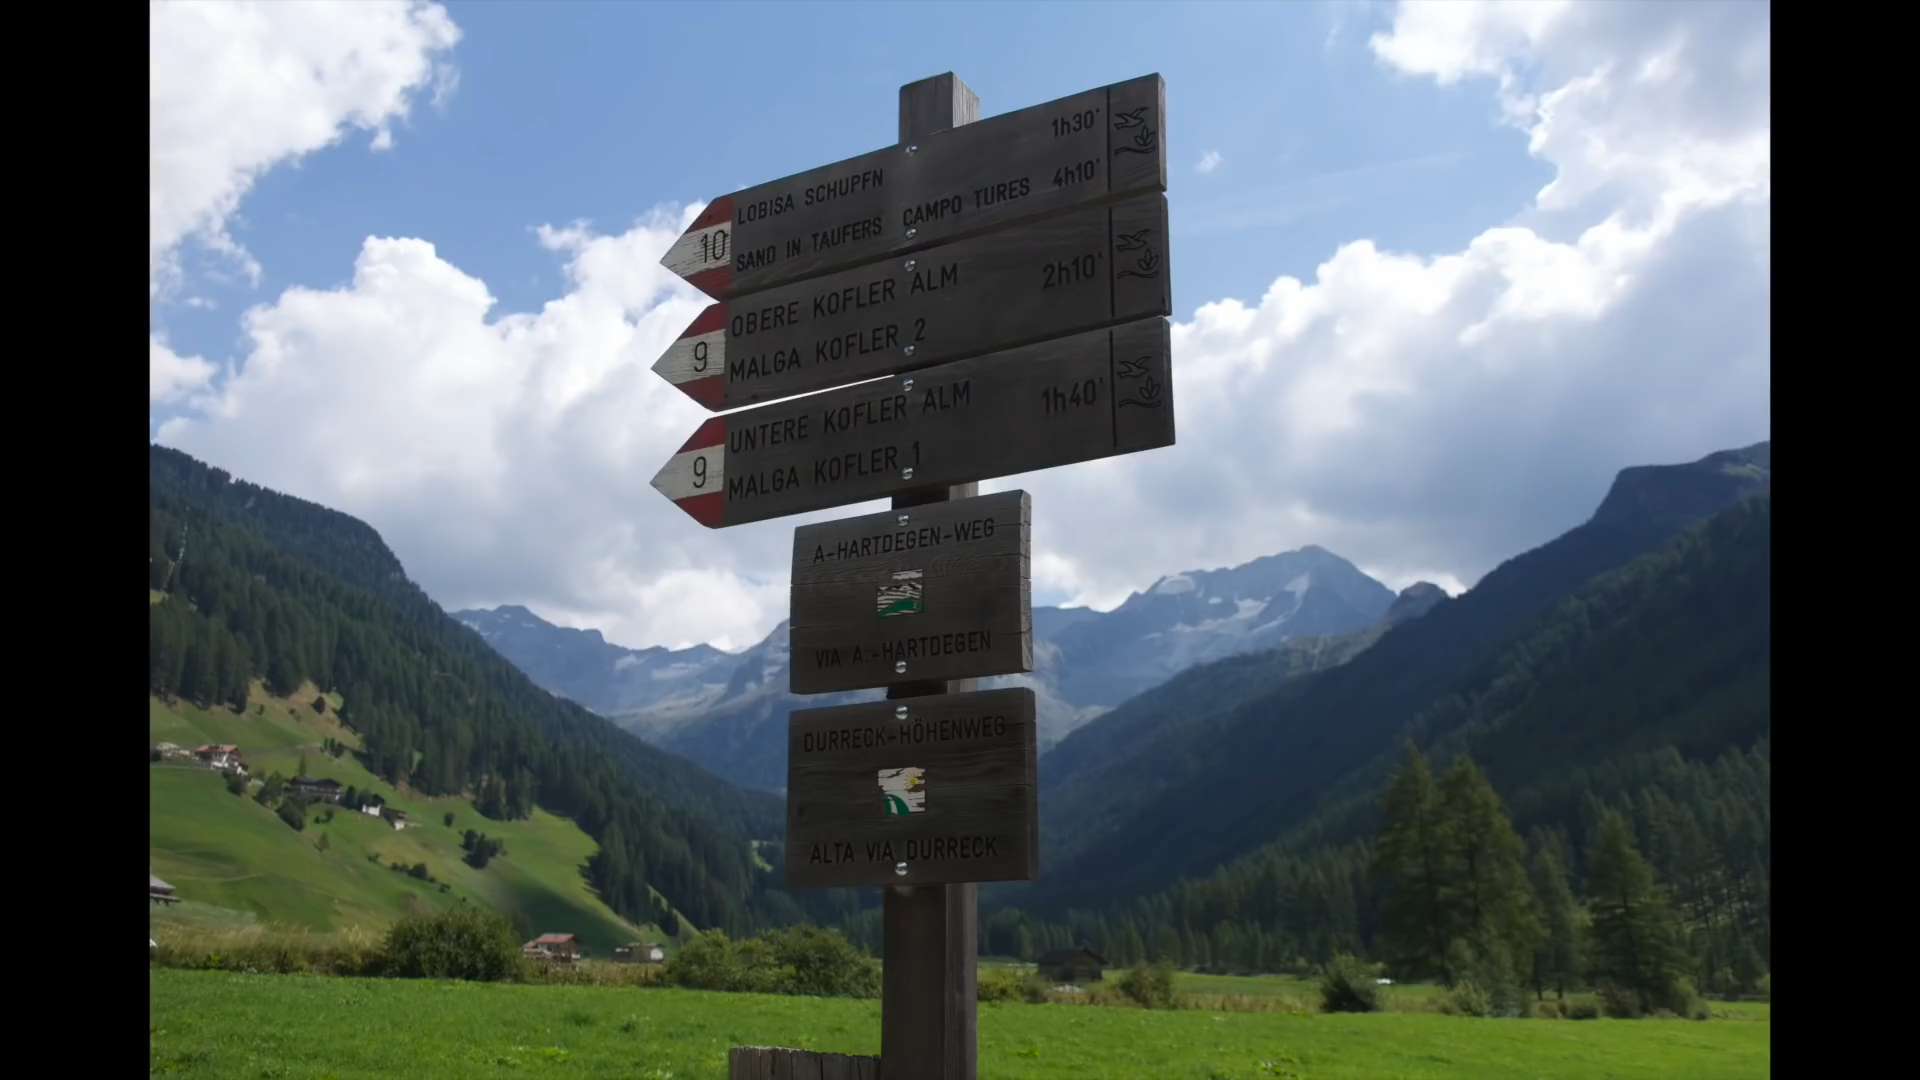 LOBISA SCHUPFN 1h30'
10 SAND IN TAUFERS CAMPO TURES 4h10'
OBERE KOFLER ALM 2h10'
9 MALGA KOFLER 2
UNTERE KOFLER ALM 1h40'
9 MALGA KOFLER 1
A-HARTDEGEN-WEG
VIA A.-HARTDEGEN
DURRECK-HÖHENWEG
ALTA VIA DURRECK